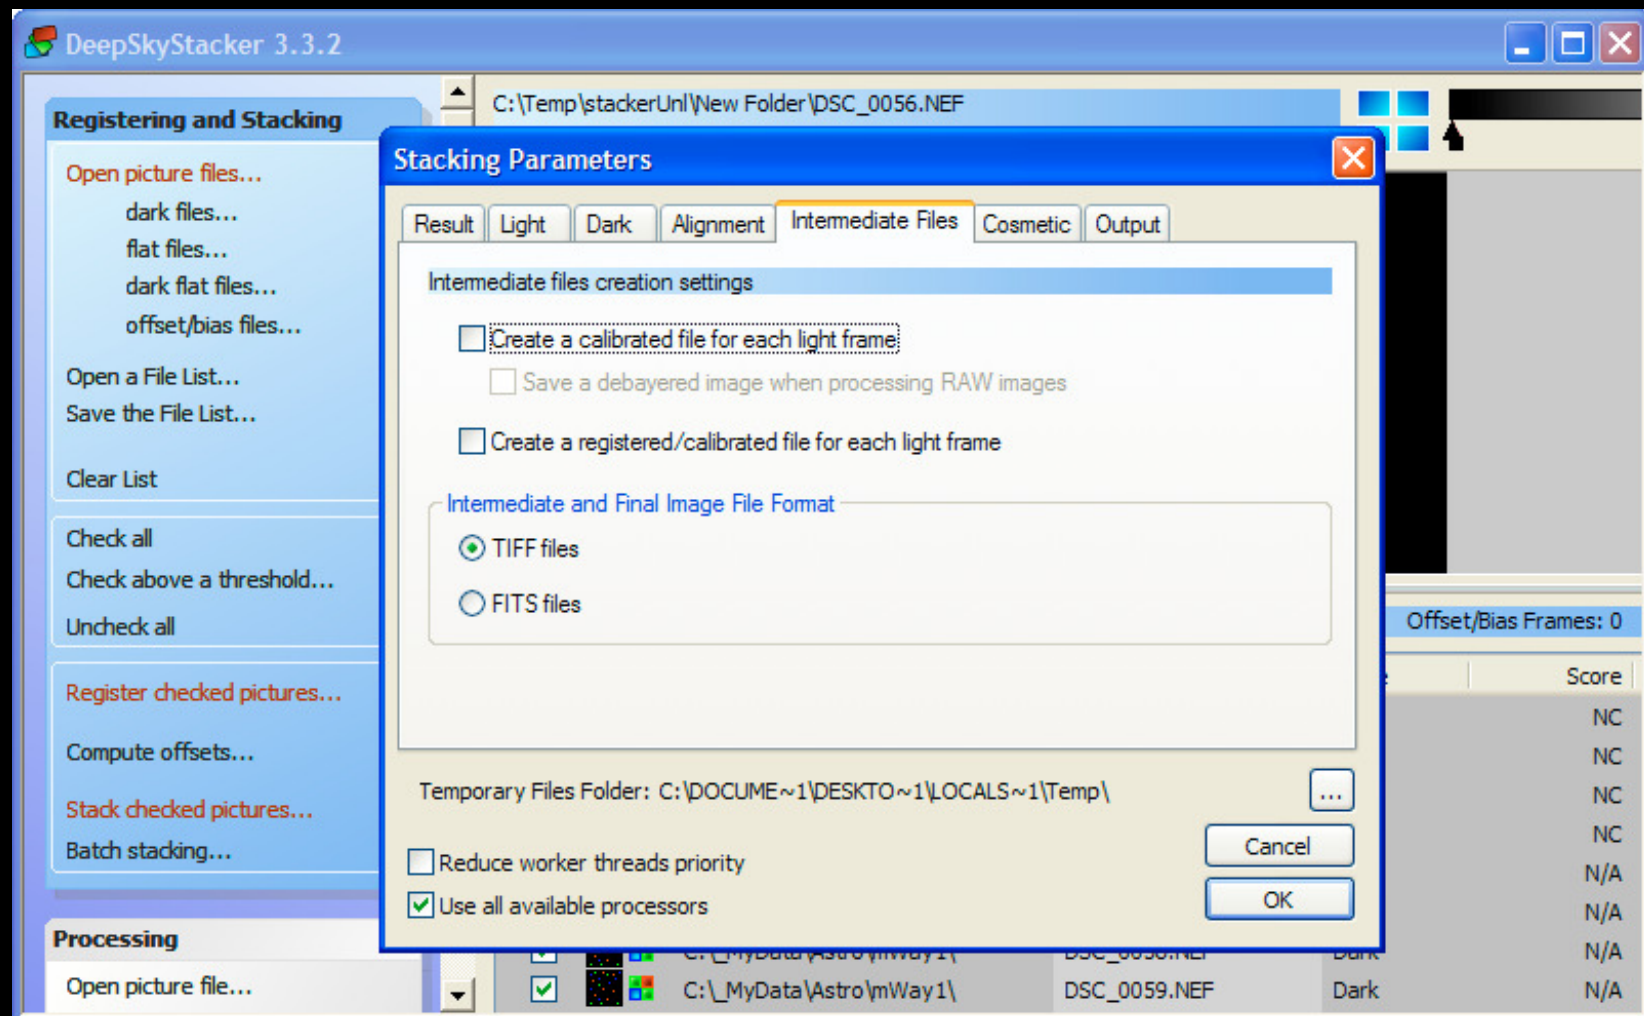 DeepSkyStacker 3.3.2
Registering and Stacking
Open picture files...
dark files...
flat files...
dark flat files...
offset/bias files...
Open a File List...
Save the File List...
Clear List
Check all
Check above a threshold...
Uncheck all
Register checked pictures...
Compute offsets...
Stack checked pictures...
Batch stacking...
Processing
Open picture file...
C:\Temp\stackerUnl\New Folder\DSC_0056.NEF
Stacking Parameters
Result Light Dark Alignment Intermediate Files Cosmetic Output
Intermediate files creation settings
Create a calibrated file for each light frame
Save a debayered image when processing RAW images
Create a registered/calibrated file for each light frame
Intermediate and Final Image File Format
TIFF files
FITS files
Temporary Files Folder: C:\DOCUME~1\DESKTO~1\LOCALS~1\Temp\
...
Reduce worker threads priority
Use all available processors
Cancel
OK
Offset/Bias Frames: 0
Score
NC
NC
NC
NC
N/A
N/A
C:\_MyData\Astro\mWay1\ DSC_0058.NEF Dark N/A
C:\_MyData\Astro\mWay1\ DSC_0059.NEF Dark N/A